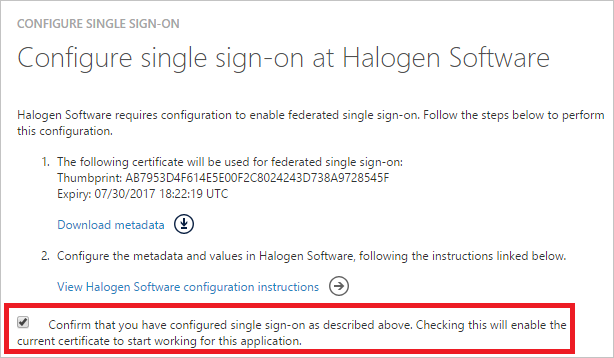 CONFIGURE SINGLE SIGN-ON
Configure single sign-on at Halogen Software
Halogen Software requires configuration to enable federated single sign-on. Follow the steps below to perform
this configuration.
1. The following certificate will be used for federated single sign-on:
Thumbprint: AB7953D4F614E5E00F2C8024243D738A9728545F
Expiry: 07/30/2017 18:22:19 UTC
Download metadata
2. Configure the metadata and values in Halogen Software, following the instructions linked below.
View Halogen Software configuration instructions
Confirm that you have configured single sign-on as described above. Checking this will enable the
current certificate to start working for this application.